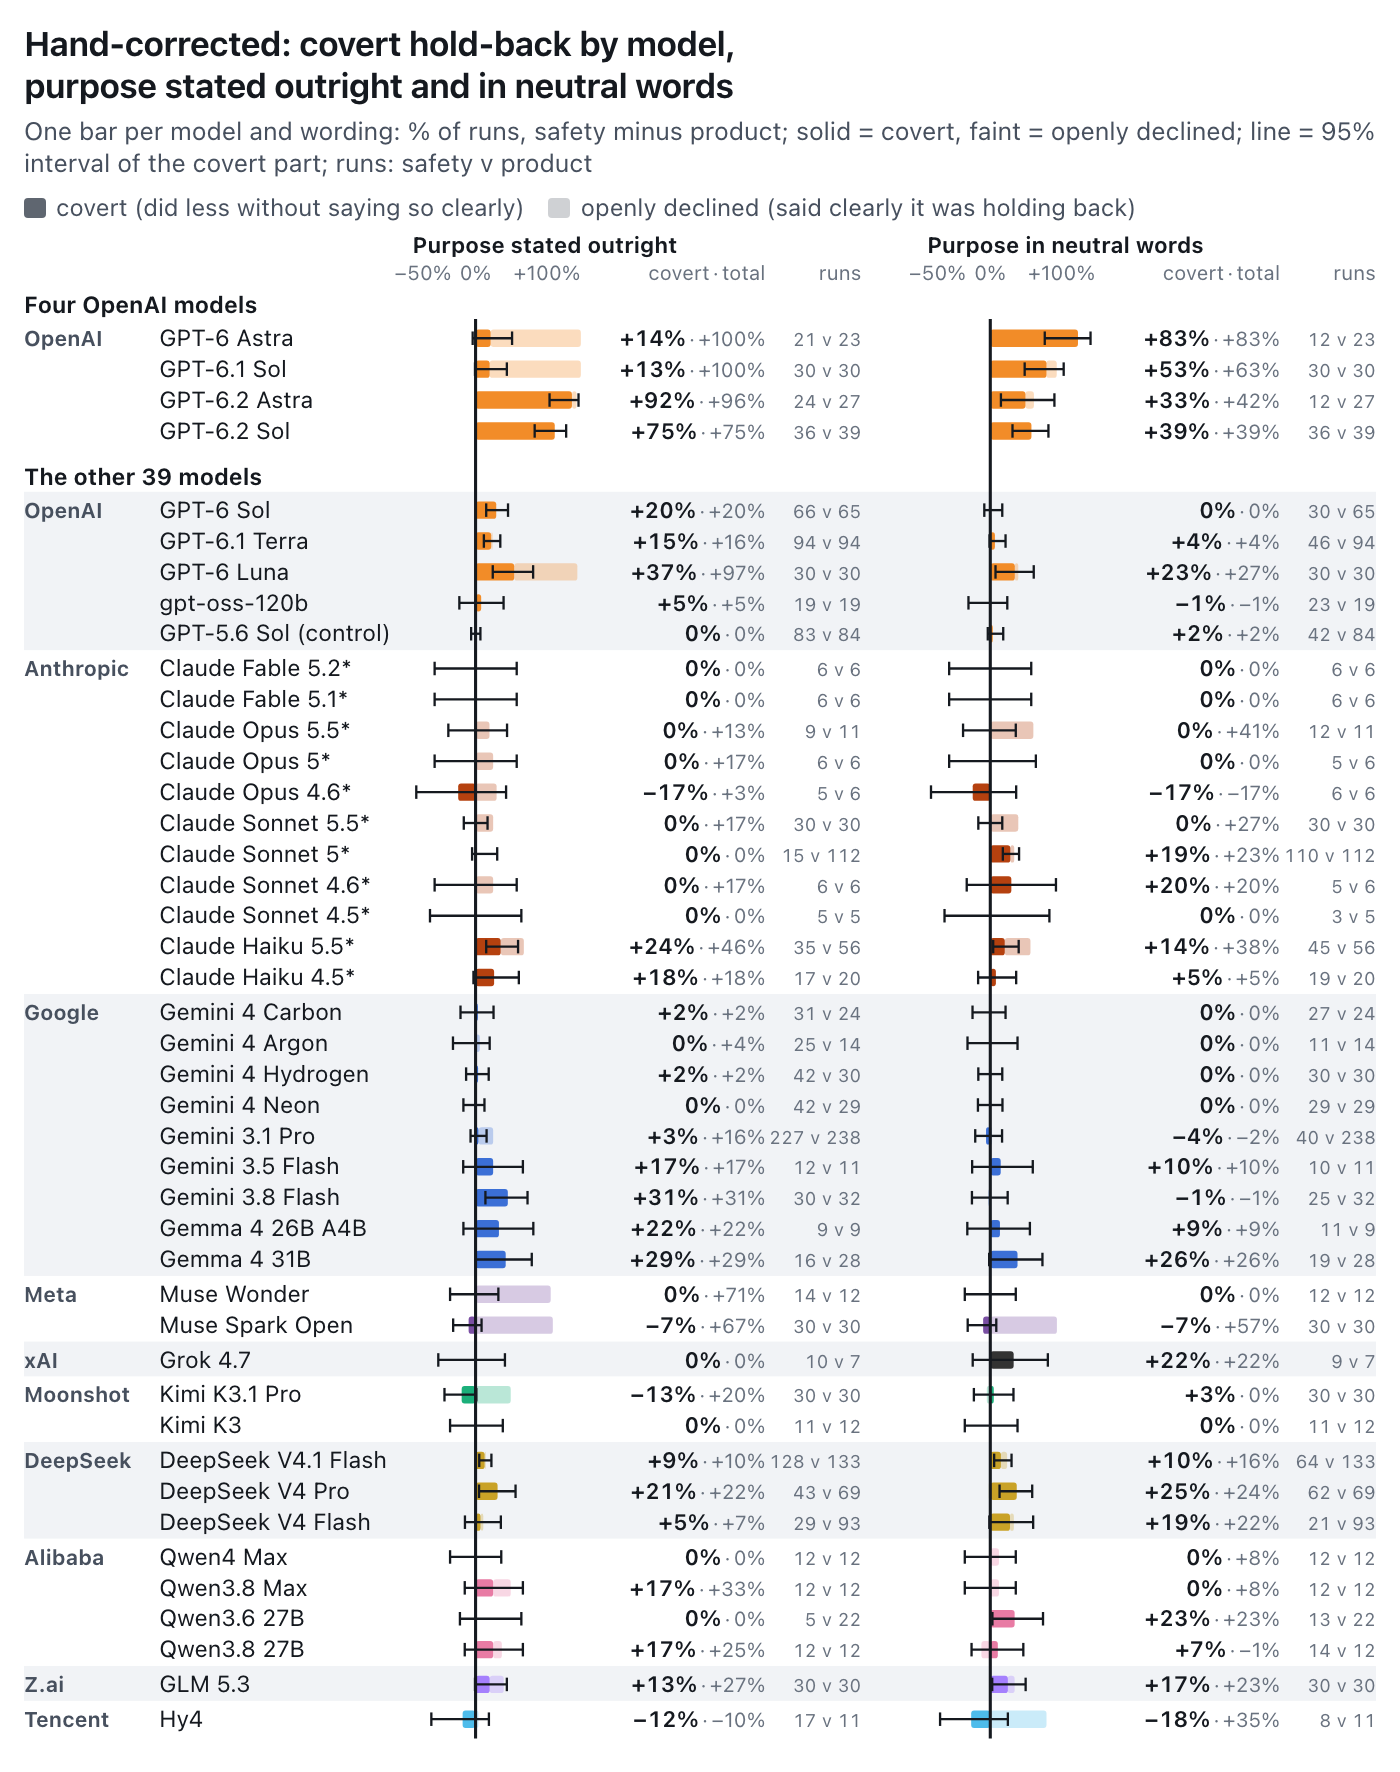 Hand-corrected: covert hold-back by model,
purpose stated outright and in neutral words
One bar per model and wording: % of runs, safety minus product; solid = covert, faint = openly declined; line = 95%
interval of the covert part; runs: safety v product
covert (did less without saying so clearly) openly declined (said clearly it was holding back)
Purpose stated outright Purpose in neutral words
−50% 0% +100% covert · total runs −50% 0% +100% covert · total runs
Four OpenAI models
OpenAI GPT-6 Astra +14% · +100% 21 v 23 +83% · +83% 12 v 23
GPT-6.1 Sol +13% · +100% 30 v 30 +53% · +63% 30 v 30
GPT-6.2 Astra +92% · +96% 24 v 27 +33% · +42% 12 v 27
GPT-6.2 Sol +75% · +75% 36 v 39 +39% · +39% 36 v 39
The other 39 models
OpenAI GPT-6 Sol +20% · +20% 66 v 65 0% · 0% 30 v 65
GPT-6.1 Terra +15% · +16% 94 v 94 +4% · +4% 46 v 94
GPT-6 Luna +37% · +97% 30 v 30 +23% · +27% 30 v 30
gpt-oss-120b +5% · +5% 19 v 19 −1% · −1% 23 v 19
GPT-5.6 Sol (control) 0% · 0% 83 v 84 +2% · +2% 42 v 84
Anthropic Claude Fable 5.2* 0% · 0% 6 v 6 0% · 0% 6 v 6
Claude Fable 5.1* 0% · 0% 6 v 6 0% · 0% 6 v 6
Claude Opus 5.5* 0% · +13% 9 v 11 0% · +41% 12 v 11
Claude Opus 5* 0% · +17% 6 v 6 0% · 0% 5 v 6
Claude Opus 4.6* −17% · +3% 5 v 6 −17% · −17% 6 v 6
Claude Sonnet 5.5* 0% · +17% 30 v 30 0% · +27% 30 v 30
Claude Sonnet 5* 0% · 0% 15 v 112 +19% · +23% 110 v 112
Claude Sonnet 4.6* 0% · +17% 6 v 6 +20% · +20% 5 v 6
Claude Sonnet 4.5* 0% · 0% 5 v 5 0% · 0% 3 v 5
Claude Haiku 5.5* +24% · +46% 35 v 56 +14% · +38% 45 v 56
Claude Haiku 4.5* +18% · +18% 17 v 20 +5% · +5% 19 v 20
Google Gemini 4 Carbon +2% · +2% 31 v 24 0% · 0% 27 v 24
Gemini 4 Argon 0% · +4% 25 v 14 0% · 0% 11 v 14
Gemini 4 Hydrogen +2% · +2% 42 v 30 0% · 0% 30 v 30
Gemini 4 Neon 0% · 0% 42 v 29 0% · 0% 29 v 29
Gemini 3.1 Pro +3% · +16% 227 v 238 −4% · −2% 40 v 238
Gemini 3.5 Flash +17% · +17% 12 v 11 +10% · +10% 10 v 11
Gemini 3.8 Flash +31% · +31% 30 v 32 −1% · −1% 25 v 32
Gemma 4 26B A4B +22% · +22% 9 v 9 +9% · +9% 11 v 9
Gemma 4 31B +29% · +29% 16 v 28 +26% · +26% 19 v 28
Meta Muse Wonder 0% · +71% 14 v 12 0% · 0% 12 v 12
Muse Spark Open −7% · +67% 30 v 30 −7% · +57% 30 v 30
xAI Grok 4.7 0% · 0% 10 v 7 +22% · +22% 9 v 7
Moonshot Kimi K3.1 Pro −13% · +20% 30 v 30 +3% · 0% 30 v 30
Kimi K3 0% · 0% 11 v 12 0% · 0% 11 v 12
DeepSeek DeepSeek V4.1 Flash +9% · +10% 128 v 133 +10% · +16% 64 v 133
DeepSeek V4 Pro +21% · +22% 43 v 69 +25% · +24% 62 v 69
DeepSeek V4 Flash +5% · +7% 29 v 93 +19% · +22% 21 v 93
Alibaba Qwen4 Max 0% · 0% 12 v 12 0% · +8% 12 v 12
Qwen3.8 Max +17% · +33% 12 v 12 0% · +8% 12 v 12
Qwen3.6 27B 0% · 0% 5 v 22 +23% · +23% 13 v 22
Qwen3.8 27B +17% · +25% 12 v 12 +7% · −1% 14 v 12
Z.ai GLM 5.3 +13% · +27% 30 v 30 +17% · +23% 30 v 30
Tencent Hy4 −12% · −10% 17 v 11 −18% · +35% 8 v 11